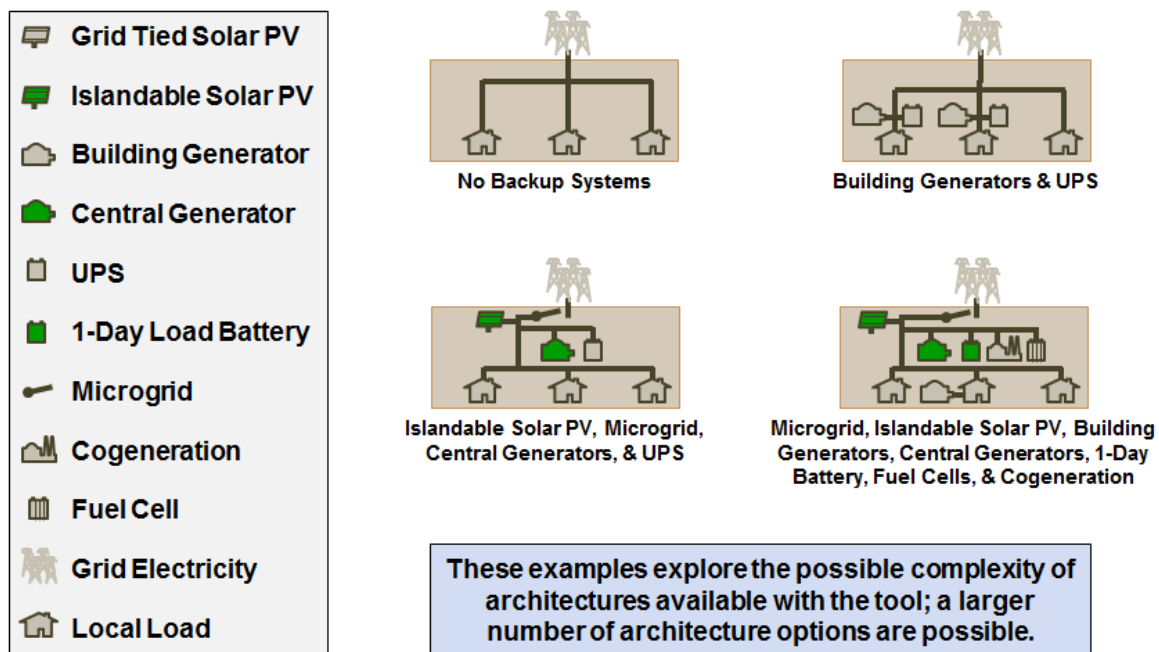 Grid Tied Solar PV
Islandable Solar PV
Building Generator
Central Generator
UPS
1-Day Load Battery
Microgrid
Cogeneration
Fuel Cell
Grid Electricity
Local Load
No Backup Systems
Building Generators & UPS
Islandable Solar PV, Microgrid,
Central Generators, & UPS
Microgrid, Islandable Solar PV, Building
Generators, Central Generators, 1-Day
Battery, Fuel Cells, & Cogeneration
These examples explore the possible complexity of
architectures available with the tool; a larger
number of architecture options are possible.